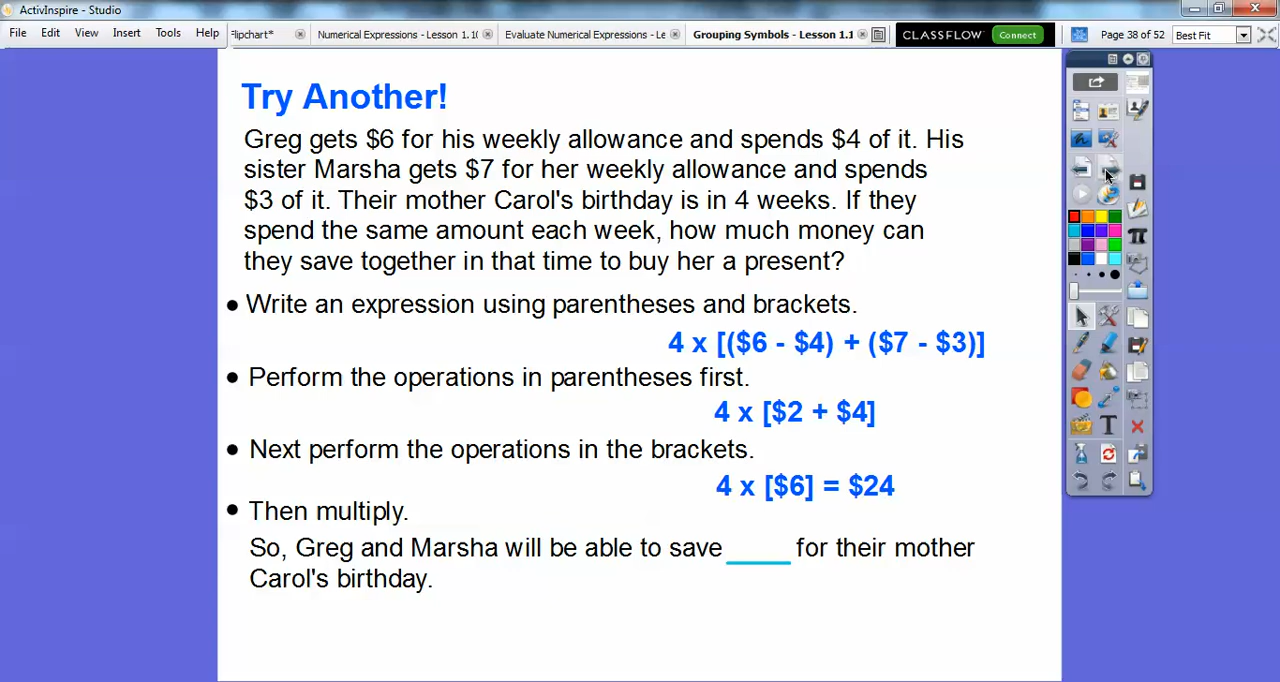 ActivInspire - Studio
File Edit View Insert Tools Help
Flipchart* Numerical Expressions - Lesson 1.10 Evaluate Numerical Expressions - Le Grouping Symbols - Lesson 1.1 CLASSFLOW Connect Page 38 of 52 Best Fit
Try Another!
Greg gets $6 for his weekly allowance and spends $4 of it. His
sister Marsha gets $7 for her weekly allowance and spends
$3 of it. Their mother Carol's birthday is in 4 weeks. If they
spend the same amount each week, how much money can
they save together in that time to buy her a present?
• Write an expression using parentheses and brackets.
4 x [($6 - $4) + ($7 - $3)]
• Perform the operations in parentheses first.
4 x [$2 + $4]
• Next perform the operations in the brackets.
4 x [$6] = $24
• Then multiply.
So, Greg and Marsha will be able to save ____ for their mother
Carol's birthday.